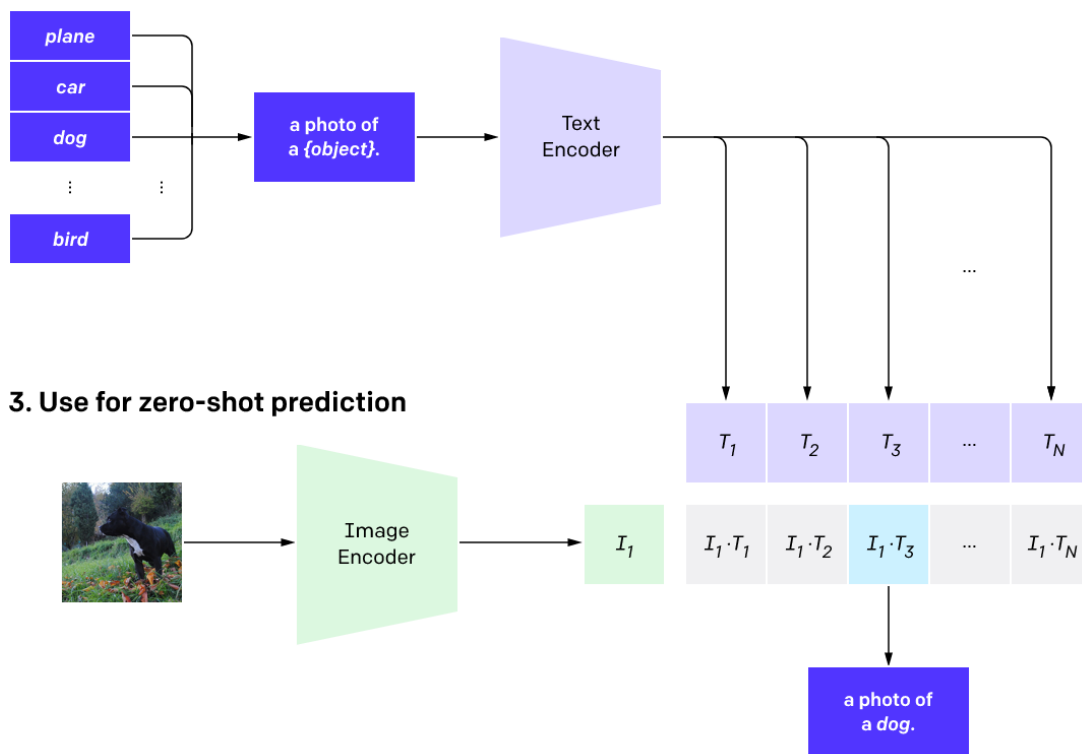 plane
car
dog
⋮ ⋮
bird
a photo of
a {object}.
Text
Encoder
...
3. Use for zero-shot prediction
T1 T2 T3 ... TN
Image
Encoder
I1
I1·T1 I1·T2 I1·T3 ... I1·TN
a photo of
a dog.